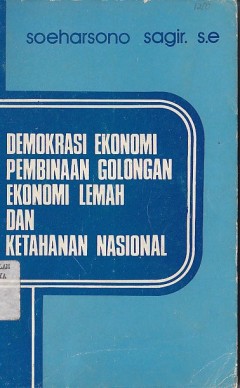 soeharsono sagir. s.e
DEMOKRASI EKONOMI
PEMBINAAN GOLONGAN
EKONOMI LEMAH
DAN
KETAHANAN NASIONAL